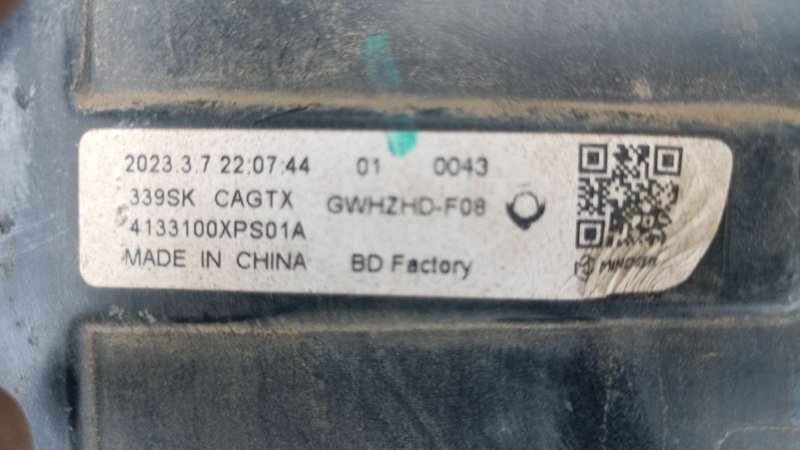 2023.3.7 22:07:44 01 0043
339SK CAGTX GWHZHD-F08
4133100XPS01A
MADE IN CHINA BD Factory